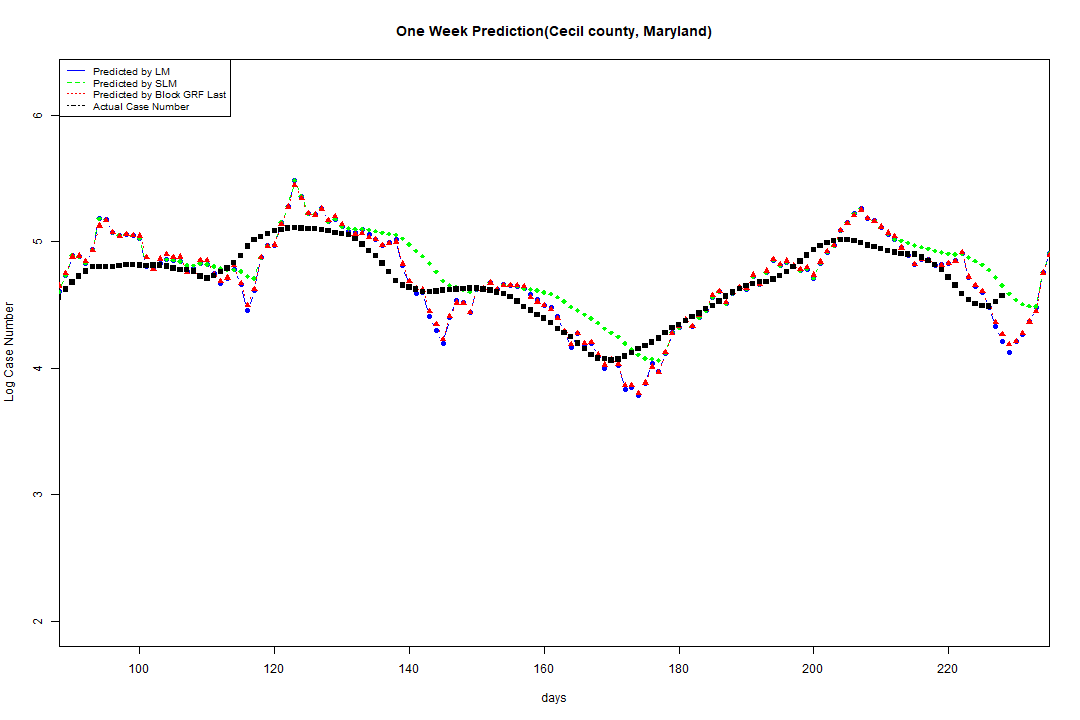 One Week Prediction(Cecil county, Maryland)
Predicted by LM
Predicted by SLM
Predicted by Block GRF Last
Actual Case Number
6
5
4
3
2
Log Case Number
100 120 140 160 180 200 220
days